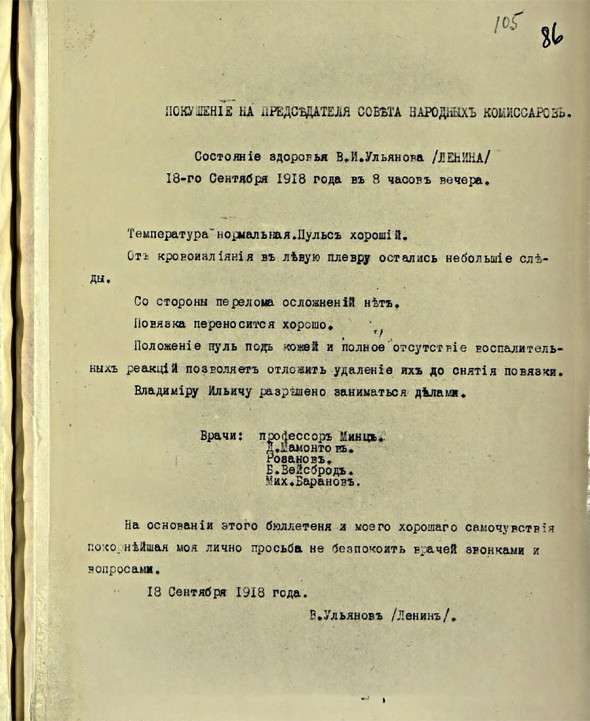 105
86
ПОКУШЕНІЕ НА ПРЕДСѢДАТЕЛЯ СОВѢТА НАРОДНЫХЪ КОМИССАРОВЪ.
Состояніе здоровья В.И.Ульянова /ЛЕНИНА/
18-го Сентября 1918 года въ 8 часовъ вечера.
Температура нормальная.Пульсъ хорошій.
Отъ кровоизліянія въ лѣвую плевру остались небольшіе слѣ-
ды.
Со стороны перелома осложненій нѣтъ.
Повязка переносится хорошо.
Положеніе пуль подъ кожей и полное отсутствіе воспалитель-
ныхъ реакцій позволяетъ отложить удаленіе ихъ до снятія повязки.
Владиміру Ильичу разрѣшено заниматься дѣлами.
Врачи: профессоръ Минцъ.
Д.Мамонтовъ.
Розановъ.
Б.Вейсбродъ.
Мих.Барановъ.
На основаніи этого бюллетеня и моего хорошаго самочувствія
покорнѣйшая моя лично просьба не безпокоить врачей звонками и
вопросами.
18 Сентября 1918 года.
В.Ульяновъ /Ленинъ/.